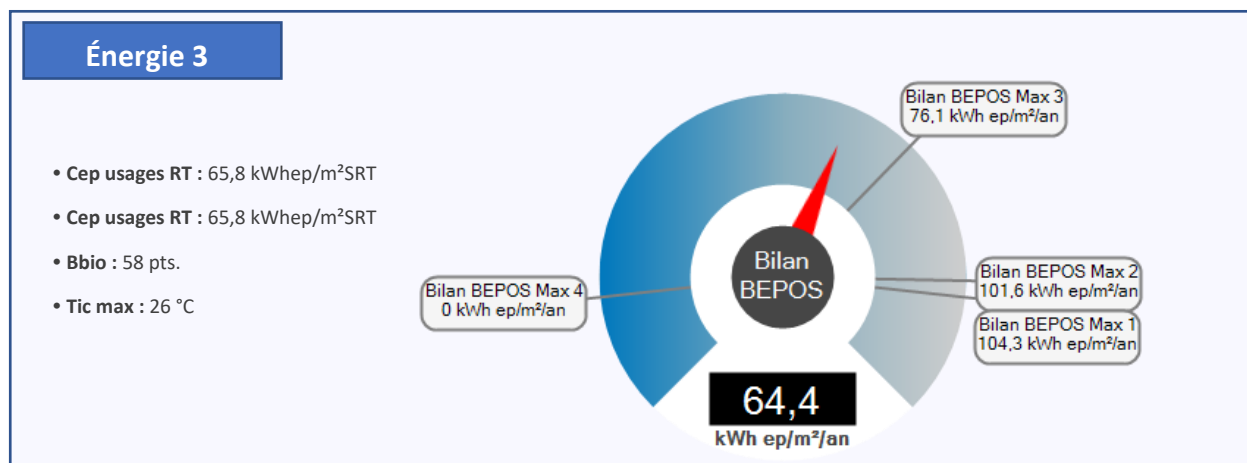 Énergie 3
• Cep usages RT : 65,8 kWhep/m²SRT
• Cep usages RT : 65,8 kWhep/m²SRT
• Bbio : 58 pts.
• Tic max : 26 °C
Bilan BEPOS Max 3
76,1 kWh ep/m²/an
Bilan BEPOS Max 2
101,6 kWh ep/m²/an
Bilan BEPOS Max 1
104,3 kWh ep/m²/an
Bilan BEPOS Max 4
0 kWh ep/m²/an
Bilan
BEPOS
64,4
kWh ep/m²/an